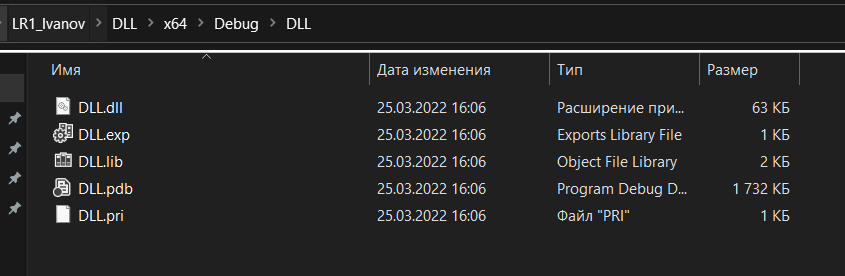 LR1_Ivanov > DLL > x64 > Debug > DLL
Имя Дата изменения Тип Размер
DLL.dll 25.03.2022 16:06 Расширение при... 63 КБ
DLL.exp 25.03.2022 16:06 Exports Library File 1 КБ
DLL.lib 25.03.2022 16:06 Object File Library 2 КБ
DLL.pdb 25.03.2022 16:06 Program Debug D... 1 732 КБ
DLL.pri 25.03.2022 16:06 Файл "PRI" 1 КБ